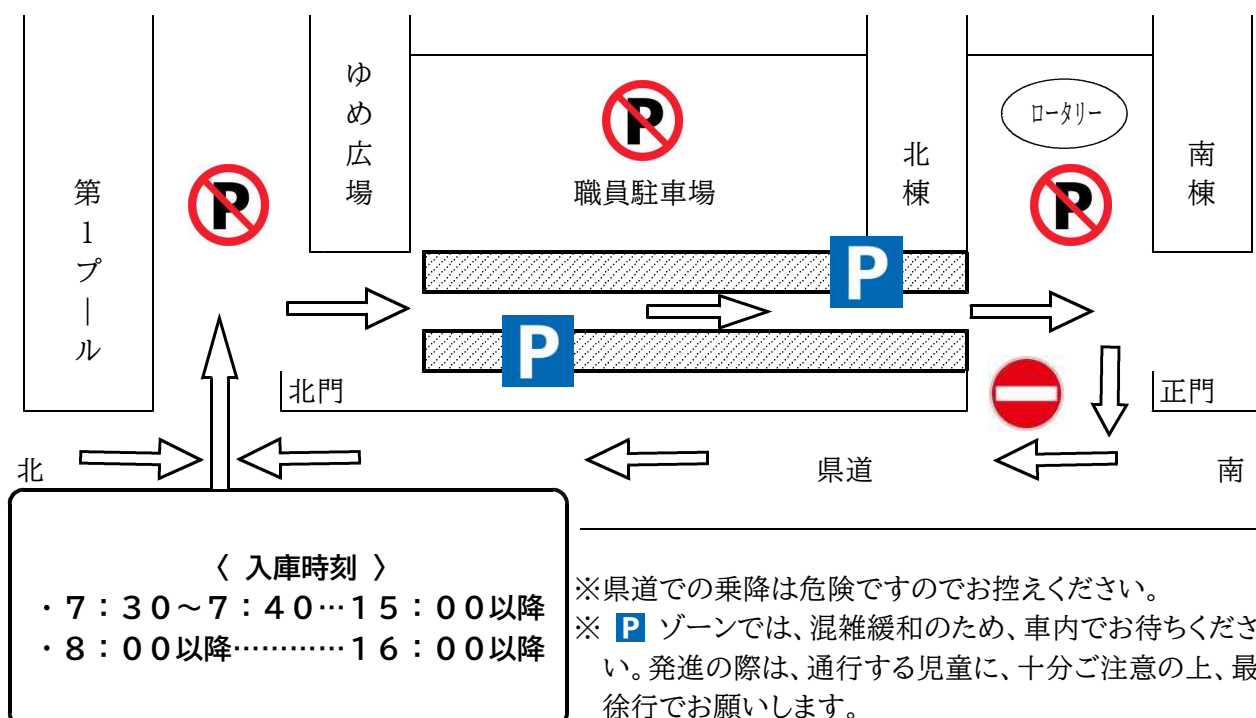 第1プール
ゆめ広場
P
P
職員駐車場
北棟
ロータリー
P
南棟
P
P
北門
正門
北
県道
南
〈 入庫時刻 〉
・7：30～7：40…15：00以降
・8：00以降…………16：00以降
※県道での乗降は危険ですのでお控えください。
※ P ゾーンでは、混雑緩和のため、車内でお待ちくださ
い。発進の際は、通行する児童に、十分ご注意の上、最
徐行でお願いします。